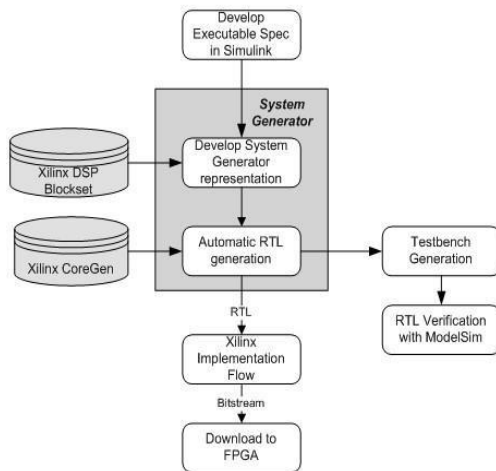 Develop
Executable Spec
in Simulink
System
Generator
Xilinx DSP
Blockset
Develop System
Generator
representation
Xilinx CoreGen
Automatic RTL
generation
Testbench
Generation
RTL
RTL Verification
with ModelSim
Xilinx
Implementation
Flow
Bitstream
Download to
FPGA